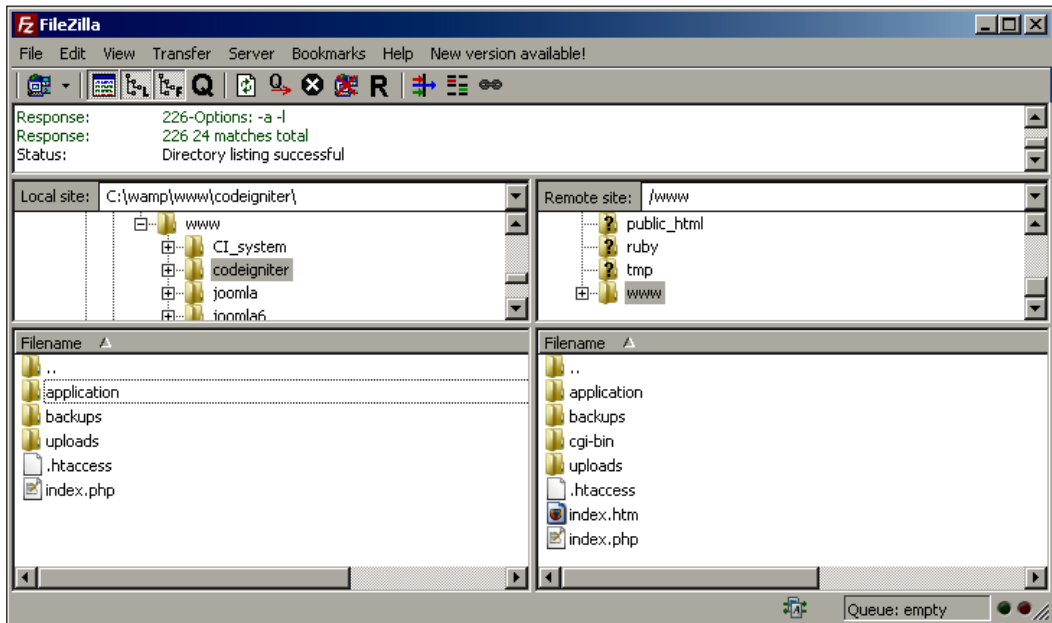 FileZilla
File Edit View Transfer Server Bookmarks Help New version available!
Response: 226-Options: -a -l
Response: 226 24 matches total
Status: Directory listing successful
Local site: C:\wamp\www\codeigniter\
www
CI_system
codeigniter
joomla
joomla6
Remote site: /www
public_html
ruby
tmp
www
Filename
..
application
backups
uploads
.htaccess
index.php
Filename
..
application
backups
cgi-bin
uploads
.htaccess
index.htm
index.php
Queue: empty